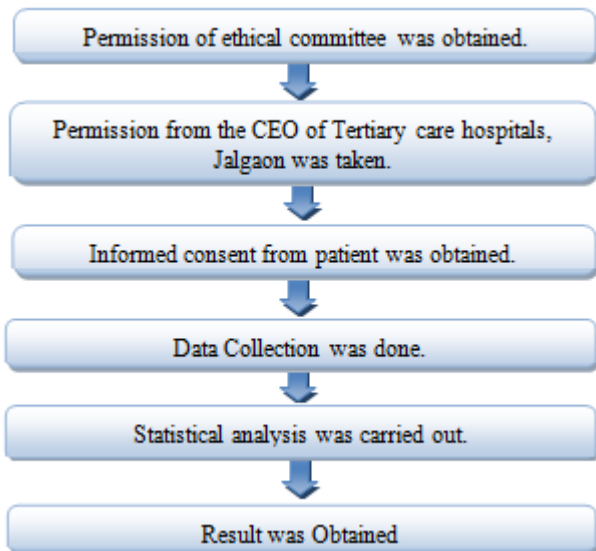 Permission of ethical committee was obtained.
Permission from the CEO of Tertiary care hospitals,
Jalgaon was taken.
Informed consent from patient was obtained.
Data Collection was done.
Statistical analysis was carried out.
Result was Obtained